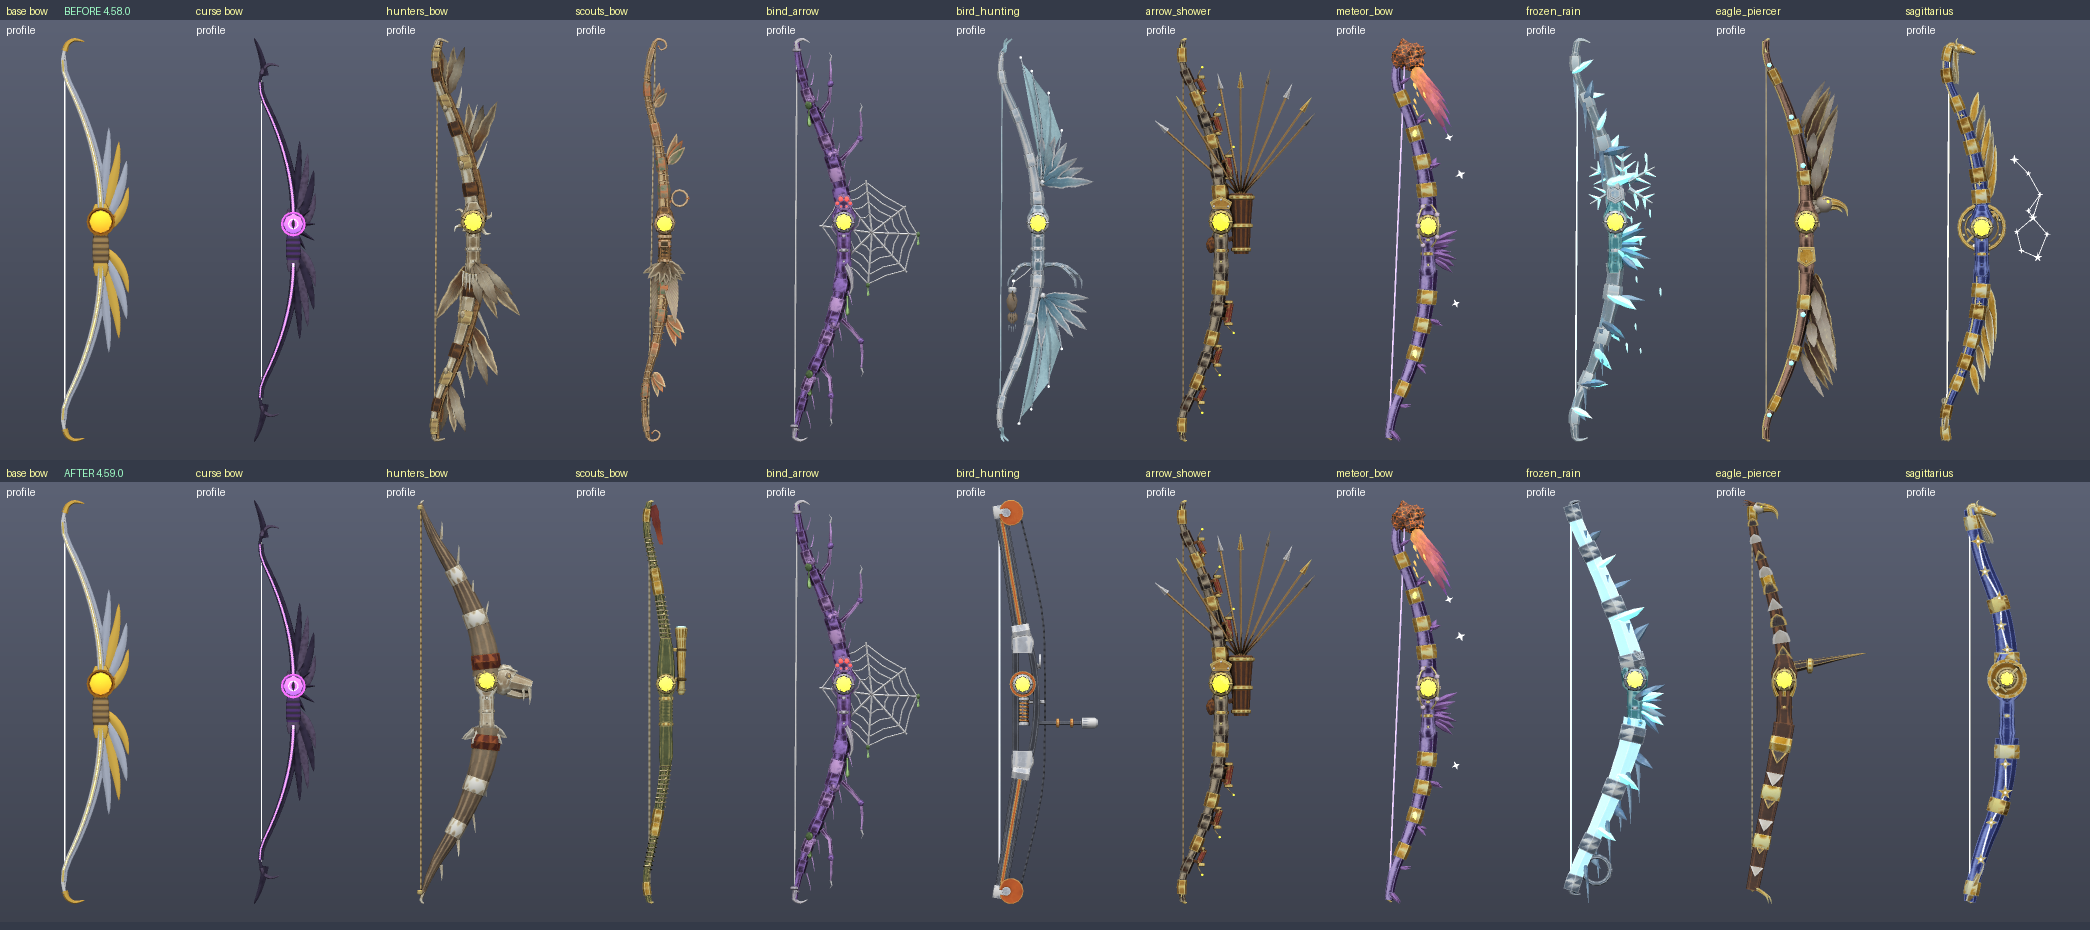 base bow BEFORE 4.58.0 curse bow hunters_bow scouts_bow bind_arrow bird_hunting arrow_shower meteor_bow frozen_rain eagle_piercer sagittarius
profile profile profile profile profile profile profile profile profile profile profile
base bow AFTER 4.59.0 curse bow hunters_bow scouts_bow bind_arrow bird_hunting arrow_shower meteor_bow frozen_rain eagle_piercer sagittarius
profile profile profile profile profile profile profile profile profile profile profile